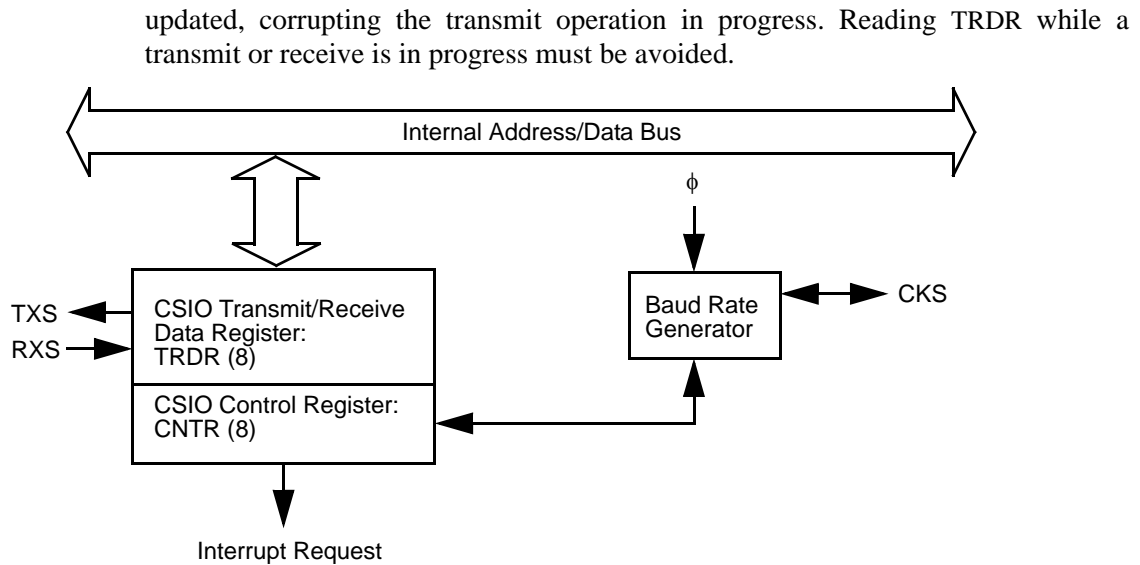 updated, corrupting the transmit operation in progress. Reading TRDR while a
transmit or receive is in progress must be avoided.
Internal Address/Data Bus
ϕ
TXS
RXS
CSIO Transmit/Receive
Data Register:
TRDR (8)
Baud Rate
Generator
CKS
CSIO Control Register:
CNTR (8)
Interrupt Request